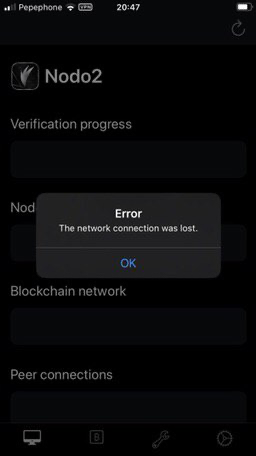 Pepephone VPN 20:47
Nodo2
Verification progress
Error
The network connection was lost.
Nod
OK
Blockchain network
Peer connections
B